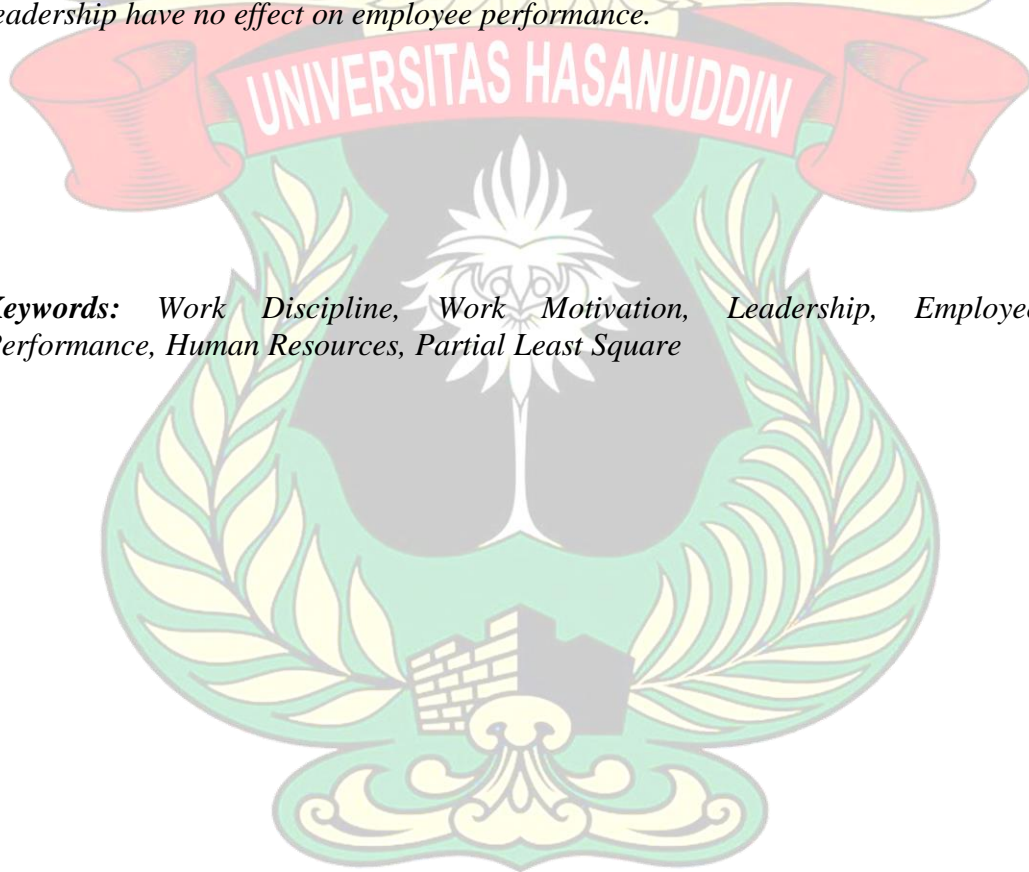 eadership have no effect on employee performance.
UNIVERSITAS HASANUDDIN
Keywords: Work Discipline, Work Motivation, Leadership, Employee
Performance, Human Resources, Partial Least Square